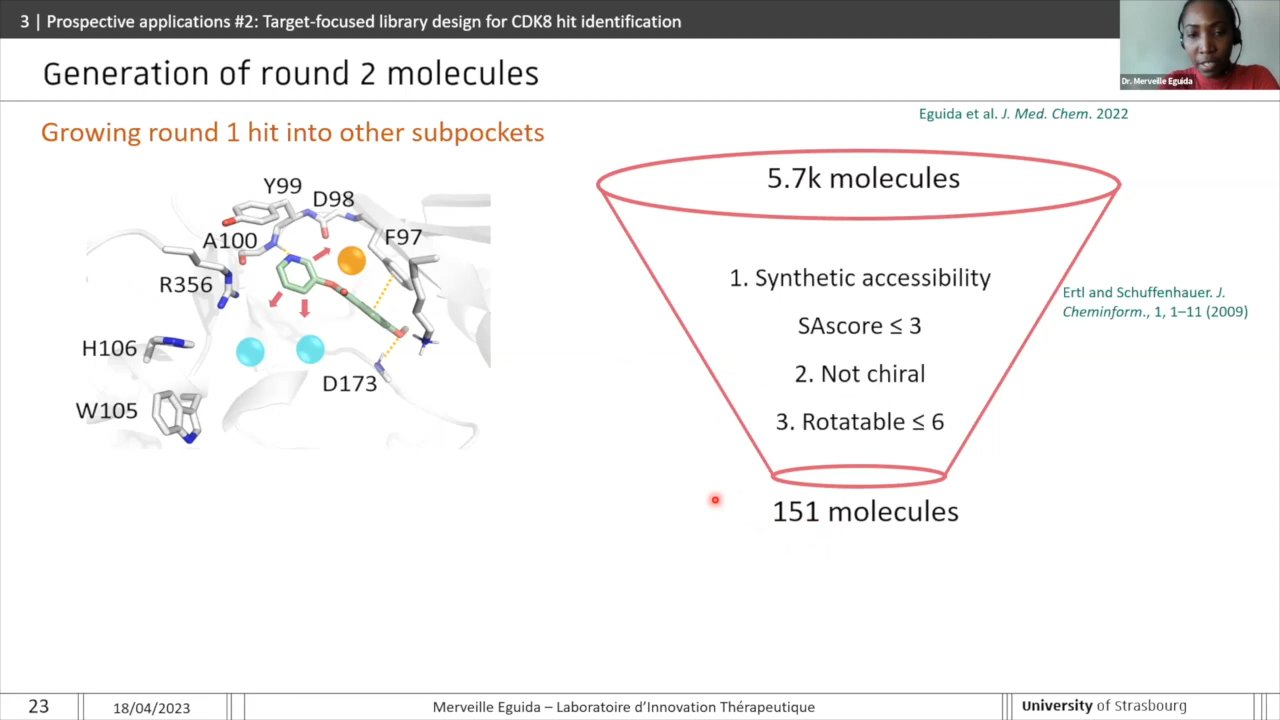 3 | Prospective applications #2: Target-focused library design for CDK8 hit identification
Dr. Merveille Eguida
Generation of round 2 molecules
Eguida et al. J. Med. Chem. 2022
Growing round 1 hit into other subpockets
Y99
D98
A100
F97
R356
H106
D173
W105
5.7k molecules
1. Synthetic accessibility
SAscore ≤ 3
2. Not chiral
3. Rotatable ≤ 6
Ertl and Schuffenhauer. J.
Cheminform., 1, 1–11 (2009)
151 molecules
23
18/04/2023
Merveille Eguida – Laboratoire d’Innovation Thérapeutique
University of Strasbourg